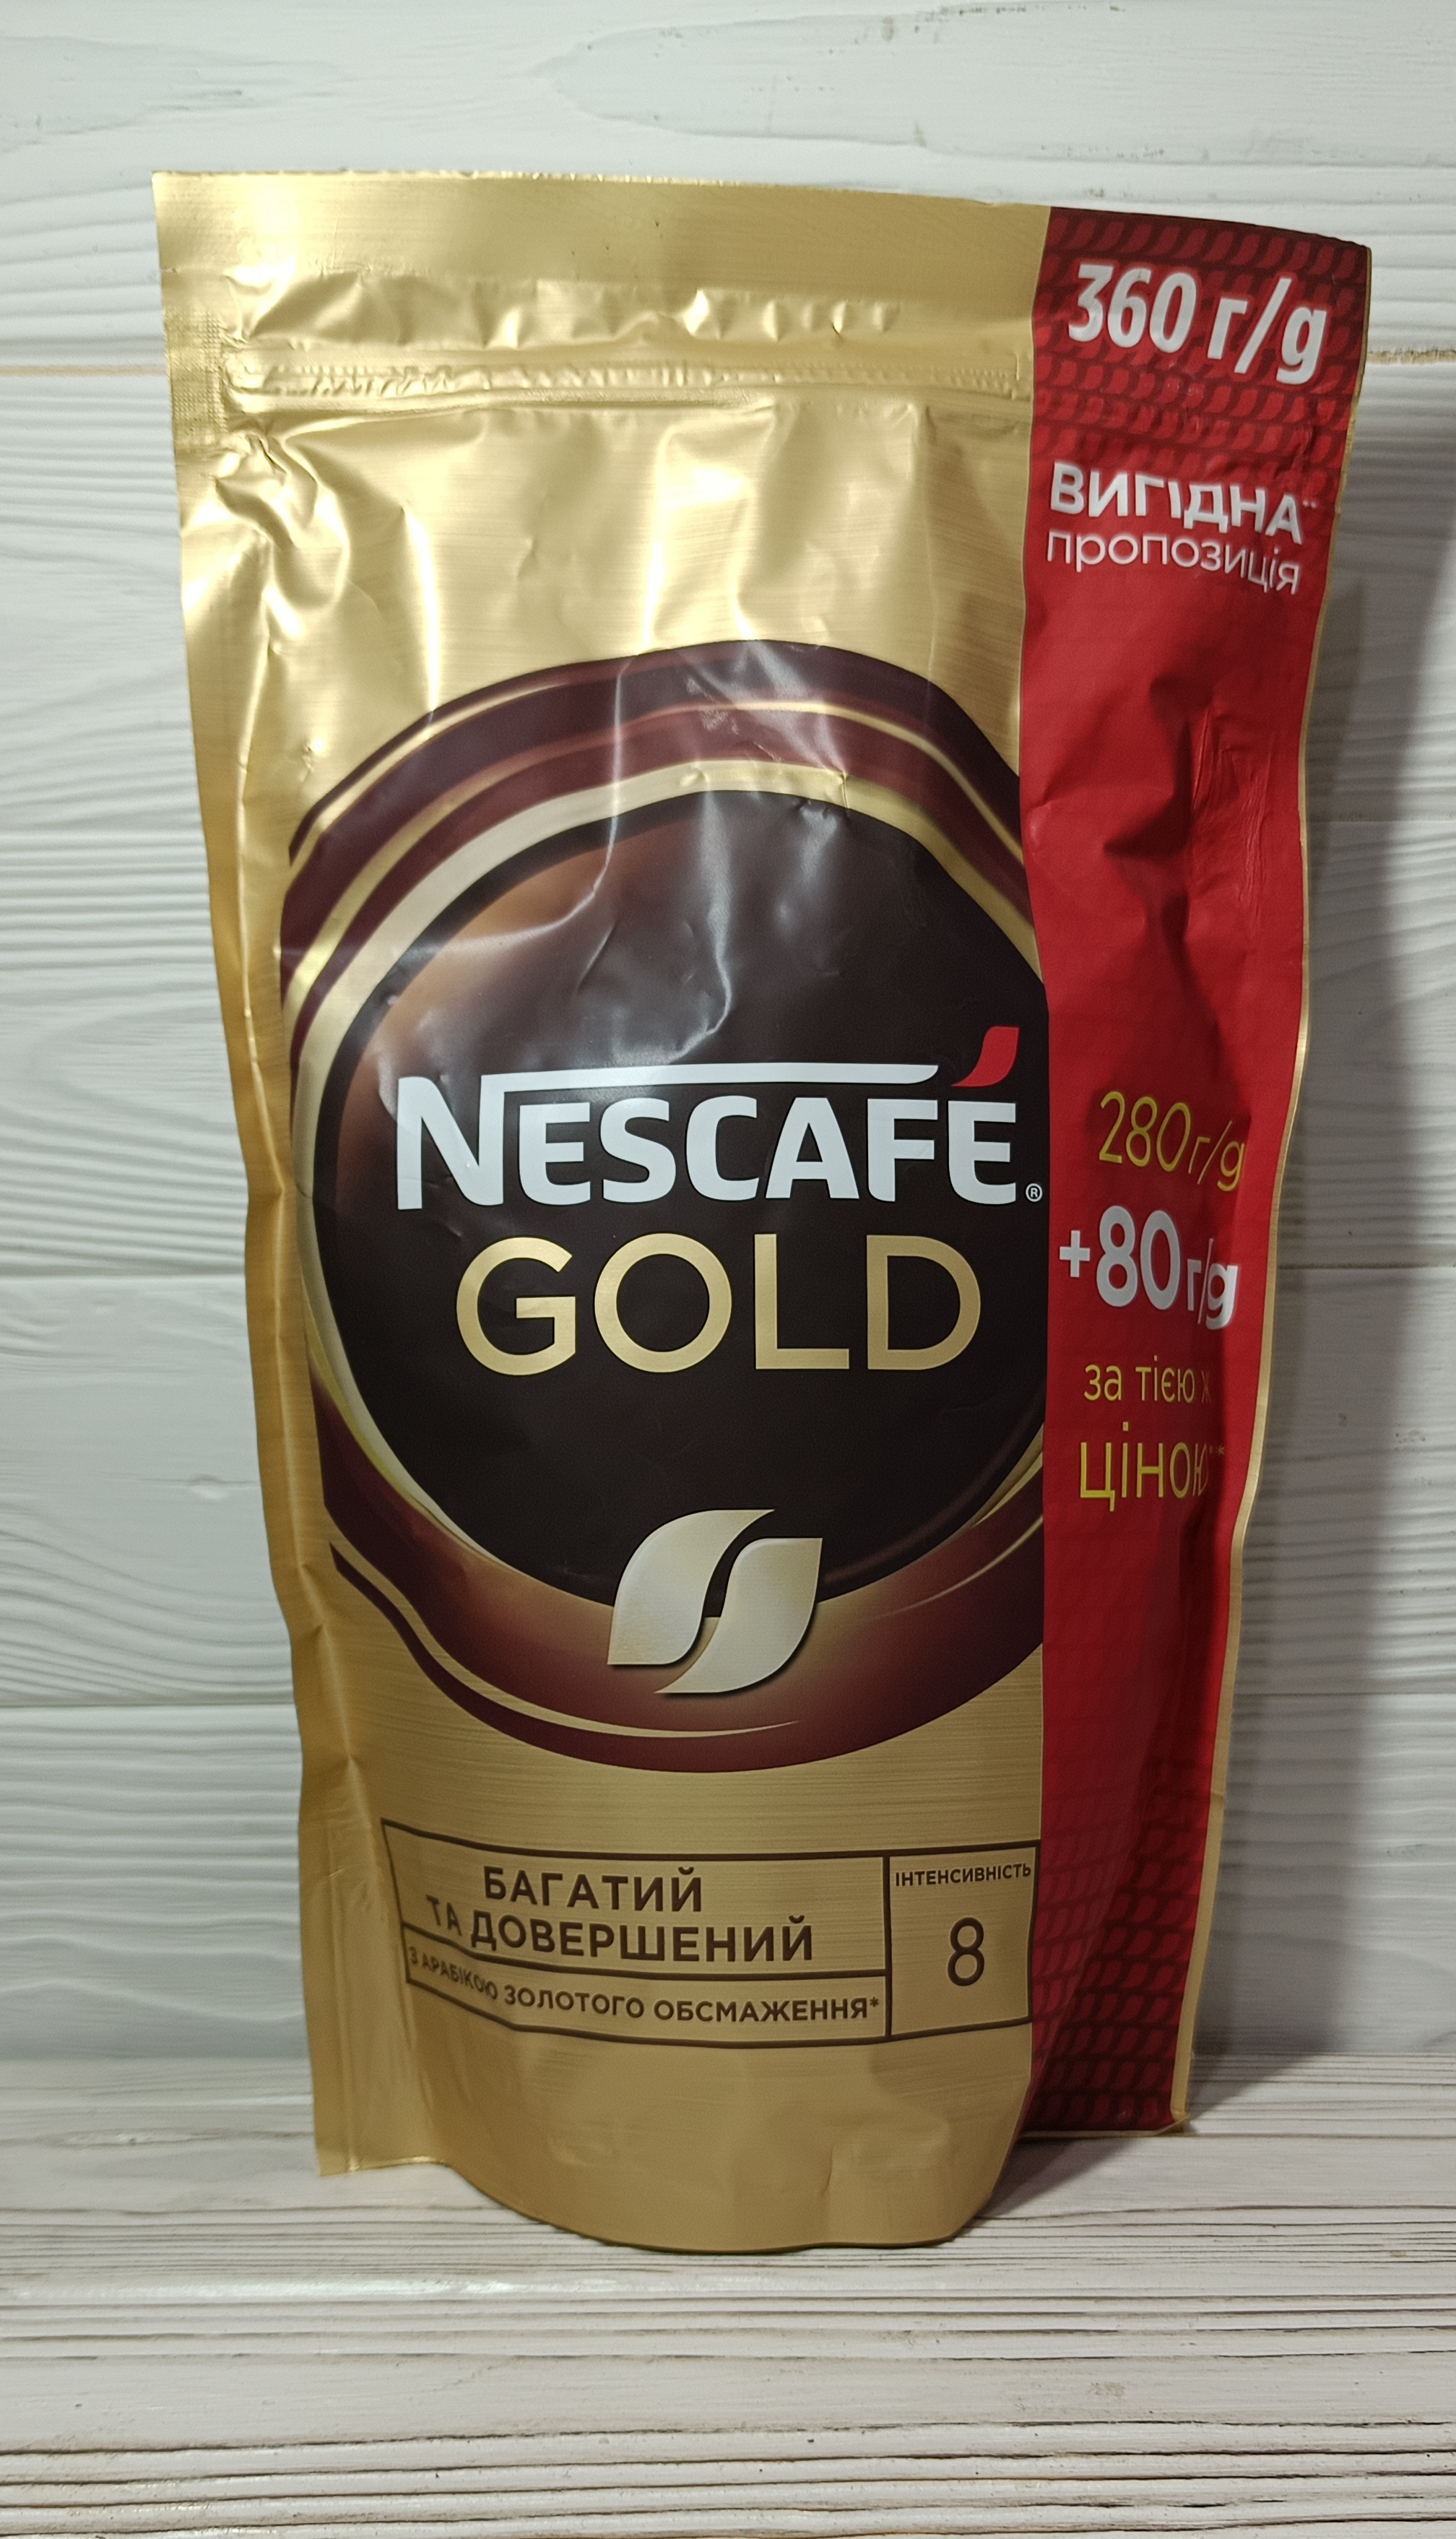 360 г/g
ВИГІДНА**
пропозиція
NESCAFÉ®
GOLD
280г/g
+80г/g
за тією
ЦІНОЮ**
БАГАТИЙ
ТА ДОВЕРШЕНИЙ
З АРАБІКОЮ ЗОЛОТОГО ОБСМАЖЕННЯ*
ІНТЕНСИВНІСТЬ
8